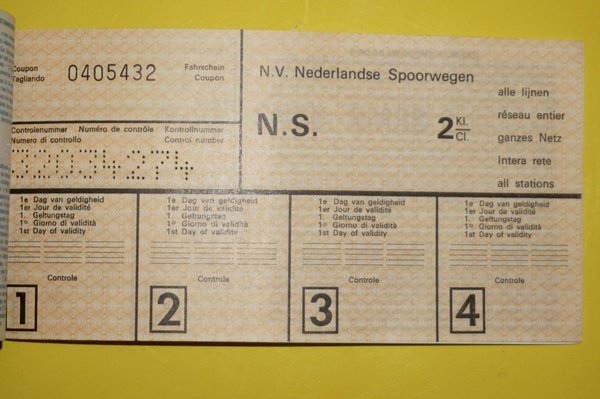 Coupon Fahrschein
Tagliando Coupon
0405432
Controlenummer Numéro de contrôle Kontrollnummer
Numero di controllo Control number
32034274
N.V. Nederlandse Spoorwegen
N.S.
2 Kl.
Cl.
alle lijnen
réseau entier
ganzes Netz
Intera rete
all stations
1e Dag van geldigheid
1er Jour de validité
1. Geltungstag
1º Giorno di validità
1st Day of validity
Controle
1
1e Dag van geldigheid
1er Jour de validité
1. Geltungstag
1º Giorno di validità
1st Day of validity
Controle
2
1e Dag van geldigheid
1er Jour de validité
1. Geltungstag
1º Giorno di validità
1st Day of validity
Controle
3
1e Dag van geldigheid
1er Jour de validité
1. Geltungstag
1º Giorno di validità
1st Day of validity
Controle
4